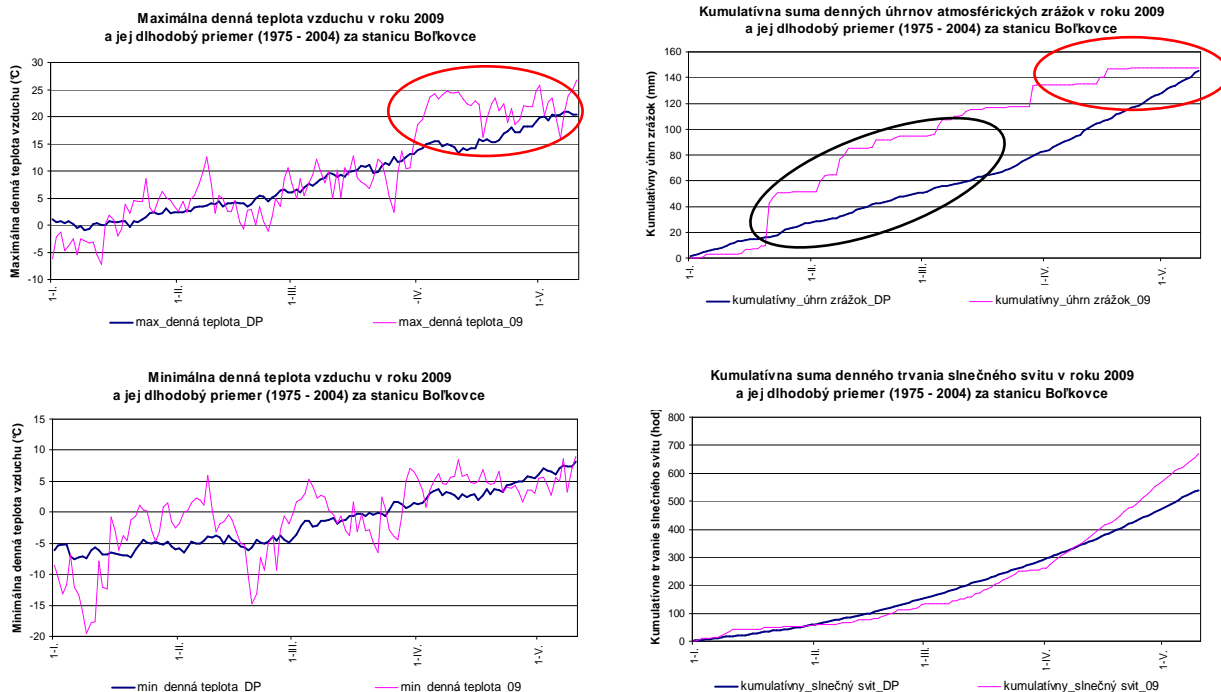 Maximálna denná teplota vzduchu v roku 2009
a jej dlhodobý priemer (1975 - 2004) za stanicu Boľkovce
Maximálna denná teplota vzduchu (°C)
30
25
20
15
10
5
0
-5
-10
1-I.
1-II.
1-III.
-IV.
1-V.
max_denná teplota_DP
max_denná teplota_09
Kumulatívna suma denných úhrnov atmosférických zrážok v roku 2009
a jej dlhodobý priemer (1975 - 2004) za stanicu Boľkovce
Kumulatívny úhrn zrážok (mm)
160
140
120
100
80
60
40
20
0
1-I.
1-II.
1-III.
I-IV.
1-V.
kumulatívny_úhrn zrážok_DP
kumulatívny_úhrn zrážok_09
Minimálna denná teplota vzduchu v roku 2009
a jej dlhodobý priemer (1975 - 2004) za stanicu Boľkovce
Minimálna denná teplota vzduchu (°C)
15
10
5
0
-5
-10
-15
-20
1-I.
1-II.
1-III.
1-IV.
1-V.
min_denná teplota_DP
min_denná teplota_09
Kumulatívna suma denného trvania slnečného svitu v roku 2009
a jej dlhodobý priemer (1975 - 2004) za stanicu Boľkovce
Kumulatívne trvanie slnečného svitu (hod)
800
700
600
500
400
300
200
100
0
1-I.
1-II.
1-III.
1-IV.
1-V.
kumulatívny_slnečný svit_DP
kumulatívny_slnečný svit_09